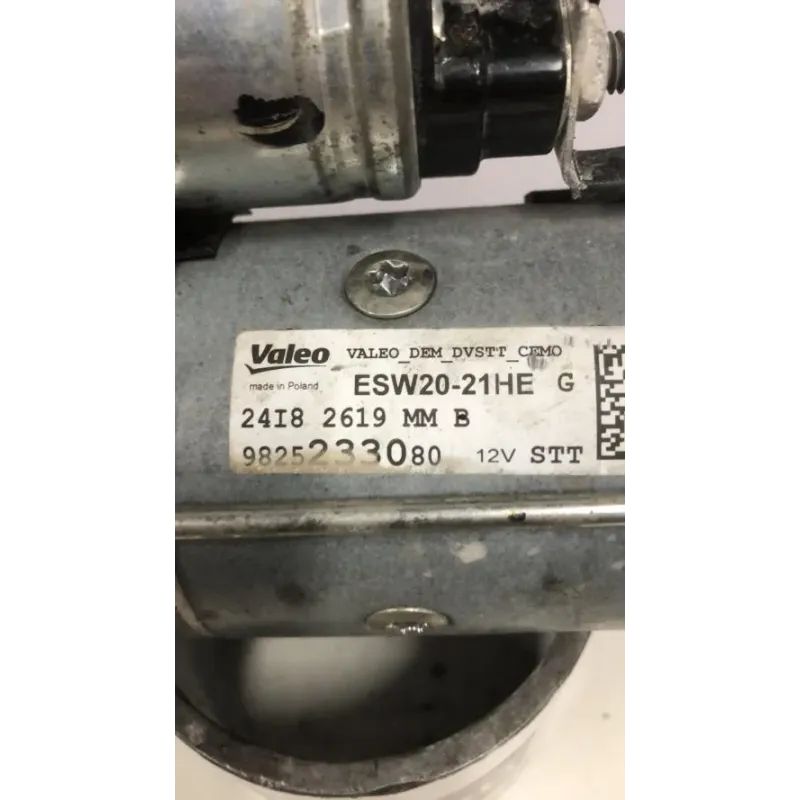 Valeo VALEO_DEM_DVSTT_CEMO
made in Poland ESW20-21HE G
24I8 2619 MM B
9825233080 12V STT